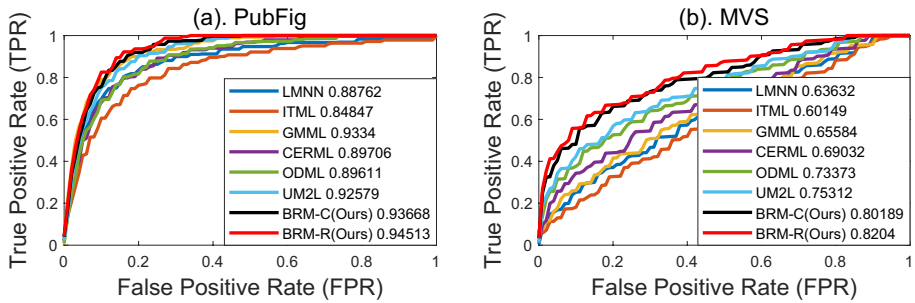 (a). PubFig
True Positive Rate (TPR)
1
0.8
0.6
0.4
0.2
0
LMNN 0.88762
ITML 0.84847
GMML 0.9334
CERML 0.89706
ODML 0.89611
UM2L 0.92579
BRM-C(Ours) 0.93668
BRM-R(Ours) 0.94513
0 0.2 0.4 0.6 0.8 1
False Positive Rate (FPR)
(b). MVS
True Positive Rate (TPR)
1
0.8
0.6
0.4
0.2
0
LMNN 0.63632
ITML 0.60149
GMML 0.65584
CERML 0.69032
ODML 0.73373
UM2L 0.75312
BRM-C(Ours) 0.80189
BRM-R(Ours) 0.8204
0 0.2 0.4 0.6 0.8 1
False Positive Rate (FPR)